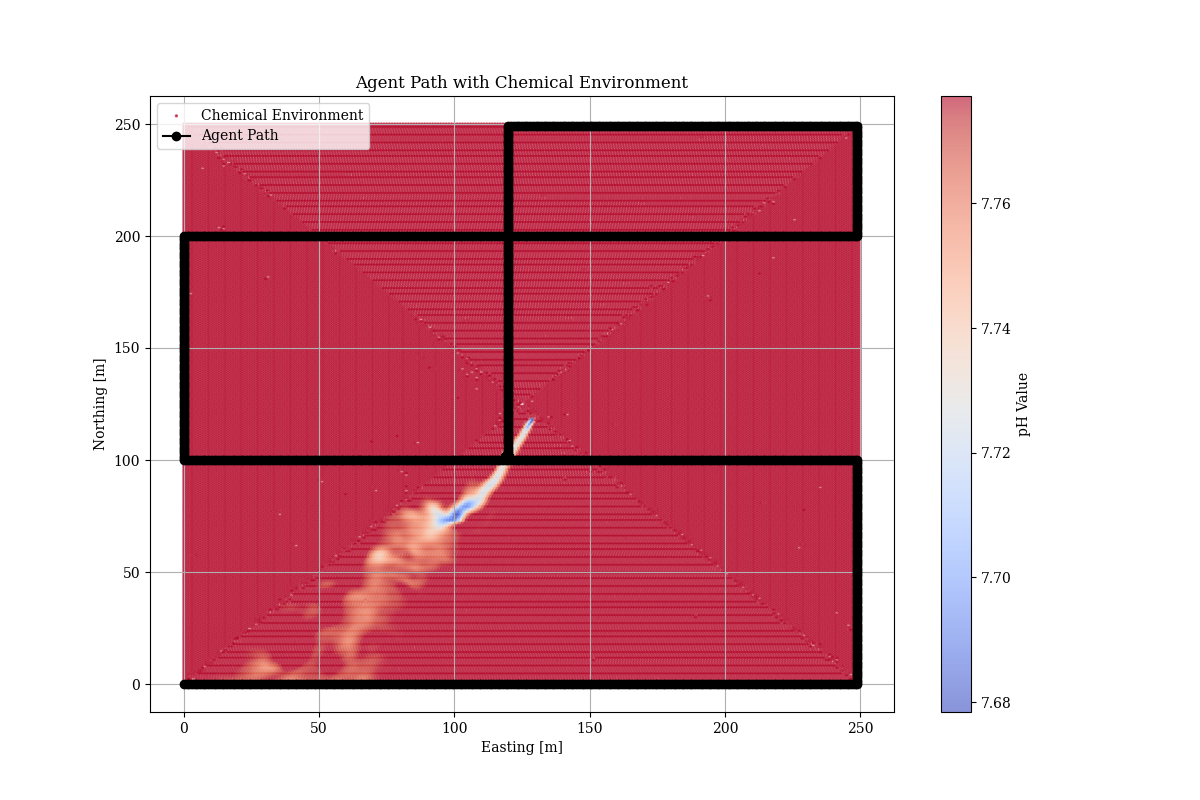 Agent Path with Chemical Environment
Chemical Environment
Agent Path
250
200
150
100
50
0
Northing [m]
0
50
100
150
200
250
Easting [m]
7.76
7.74
7.72
7.70
7.68
pH Value